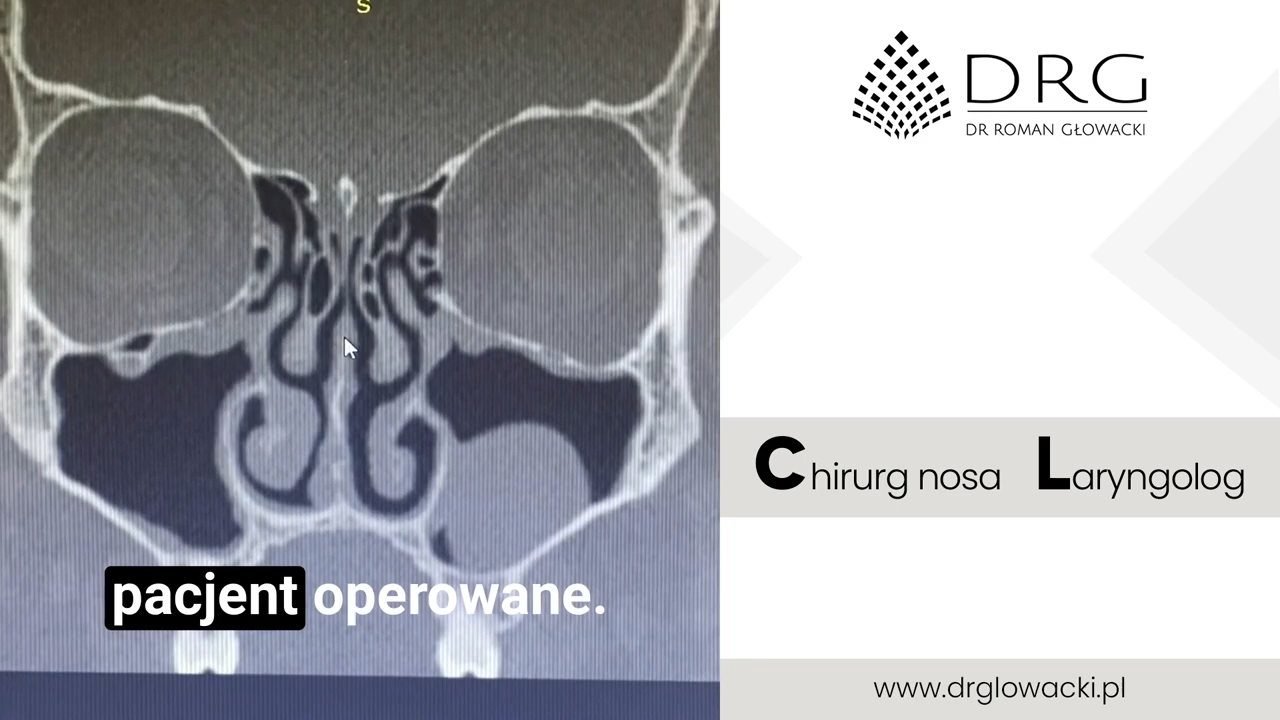 S
pacjent operowane.
DRG
DR ROMAN GŁOWACKI
Chirurg nosa Laryngolog
www.drglowacki.pl